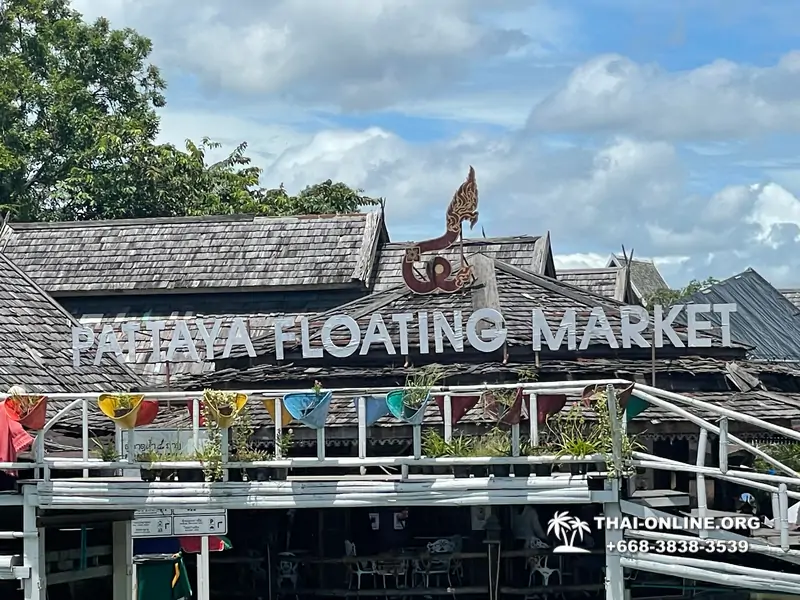 PATTAYA FLOATING MARKET
THAI-ONLINE.ORG
+668-3838-3539